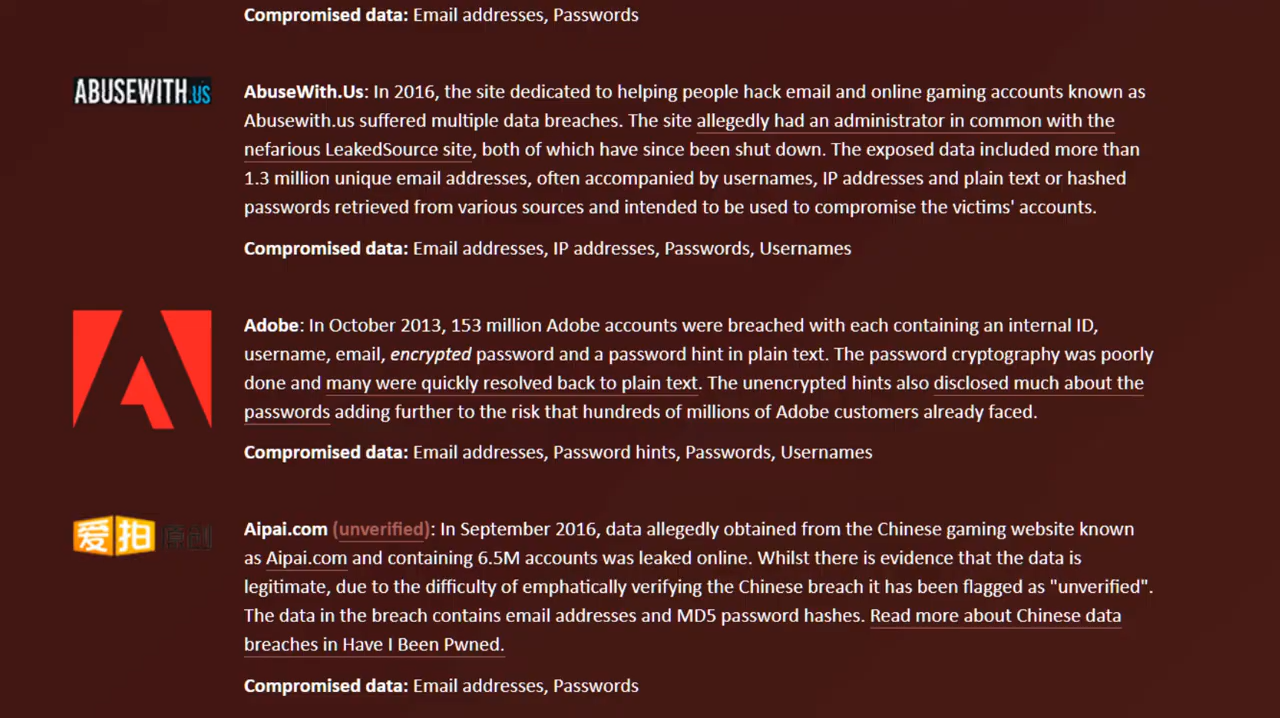 Compromised data: Email addresses, Passwords
ABUSEWITH.US
AbuseWith.Us: In 2016, the site dedicated to helping people hack email and online gaming accounts known as
Abusewith.us suffered multiple data breaches. The site allegedly had an administrator in common with the
nefarious LeakedSource site, both of which have since been shut down. The exposed data included more than
1.3 million unique email addresses, often accompanied by usernames, IP addresses and plain text or hashed
passwords retrieved from various sources and intended to be used to compromise the victims' accounts.
Compromised data: Email addresses, IP addresses, Passwords, Usernames
Adobe: In October 2013, 153 million Adobe accounts were breached with each containing an internal ID,
username, email, encrypted password and a password hint in plain text. The password cryptography was poorly
done and many were quickly resolved back to plain text. The unencrypted hints also disclosed much about the
passwords adding further to the risk that hundreds of millions of Adobe customers already faced.
Compromised data: Email addresses, Password hints, Passwords, Usernames
爱拍原创
Aipai.com (unverified): In September 2016, data allegedly obtained from the Chinese gaming website known
as Aipai.com and containing 6.5M accounts was leaked online. Whilst there is evidence that the data is
legitimate, due to the difficulty of emphatically verifying the Chinese breach it has been flagged as "unverified".
The data in the breach contains email addresses and MD5 password hashes. Read more about Chinese data
breaches in Have I Been Pwned.
Compromised data: Email addresses, Passwords